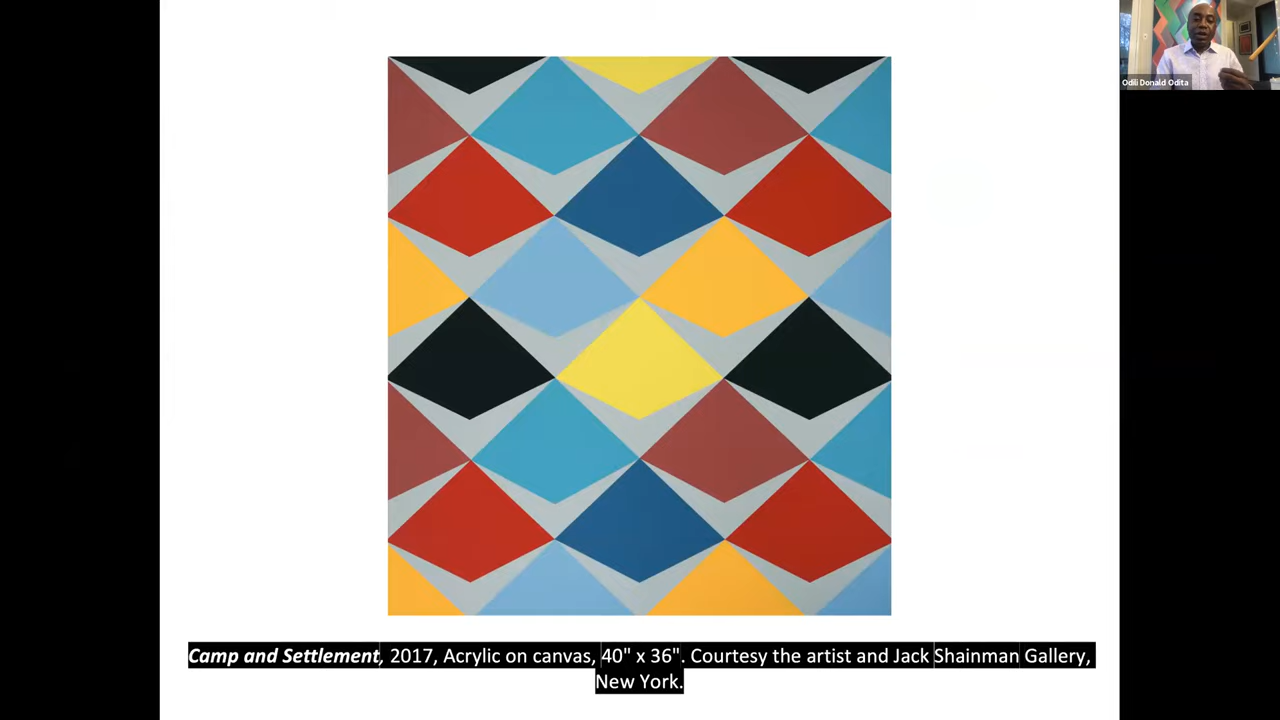 Odili Donald Odita
Camp and Settlement, 2017, Acrylic on canvas, 40" x 36". Courtesy the artist and Jack Shainman Gallery,
New York.